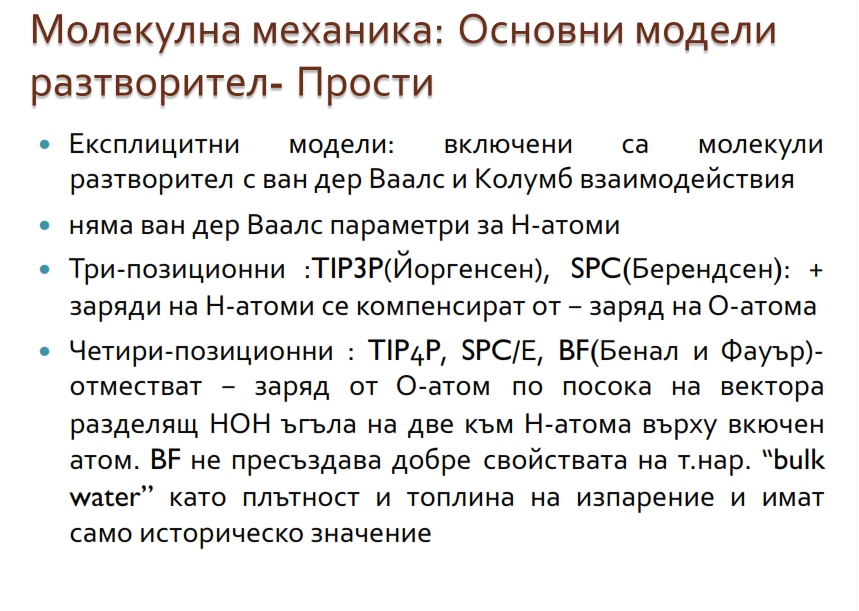 Молекулна механика: Основни модели
разтворител- Прости
• Експлицитни модели: включени са молекули
разтворител с ван дер Ваалс и Колумб взаимодействия
• няма ван дер Ваалс параметри за Н-атоми
• Три-позиционни :TIP3P(Йоргенсен), SPC(Берендсен): +
заряди на Н-атоми се компенсират от – заряд на О-атома
• Четири-позиционни : TIP4P, SPC/E, BF(Бенал и Фауър)-
отместват – заряд от О-атом по посока на вектора
разделящ НОН ъгъла на две към Н-атома върху вкючен
атом. BF не пресъздава добре свойствата на т.нар. “bulk
water” като плътност и топлина на изпарение и имат
само историческо значение